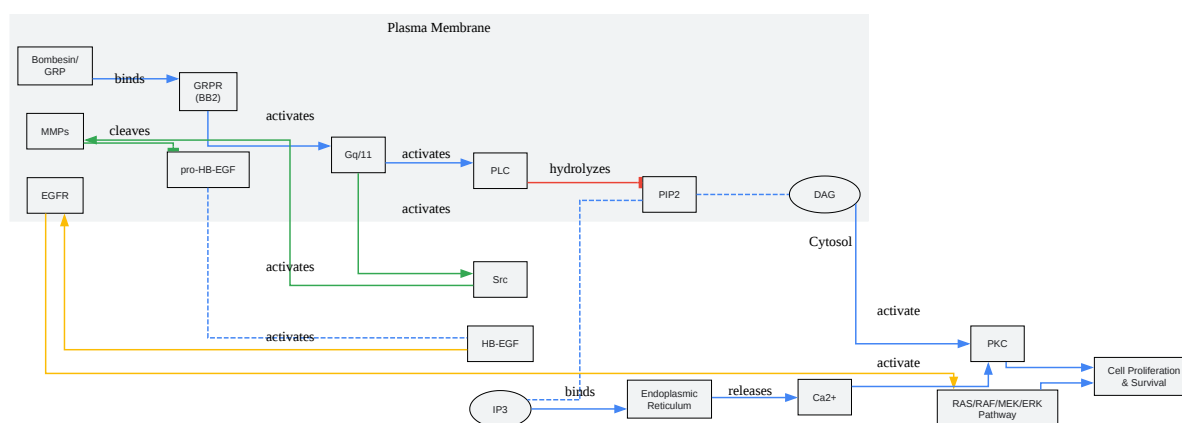 Plasma Membrane
Bombesin/
GRP
binds
GRPR
(BB2)
activates
MMPs
cleaves
pro-HB-EGF
Gq/11
activates
PLC
hydrolyzes
PIP2
DAG
EGFR
activates
Cytosol
activates
Src
activate
activates
HB-EGF
PKC
activate
Cell Proliferation
& Survival
IP3
binds
Endoplasmic
Reticulum
releases
Ca2+
RAS/RAF/MEK/ERK
Pathway